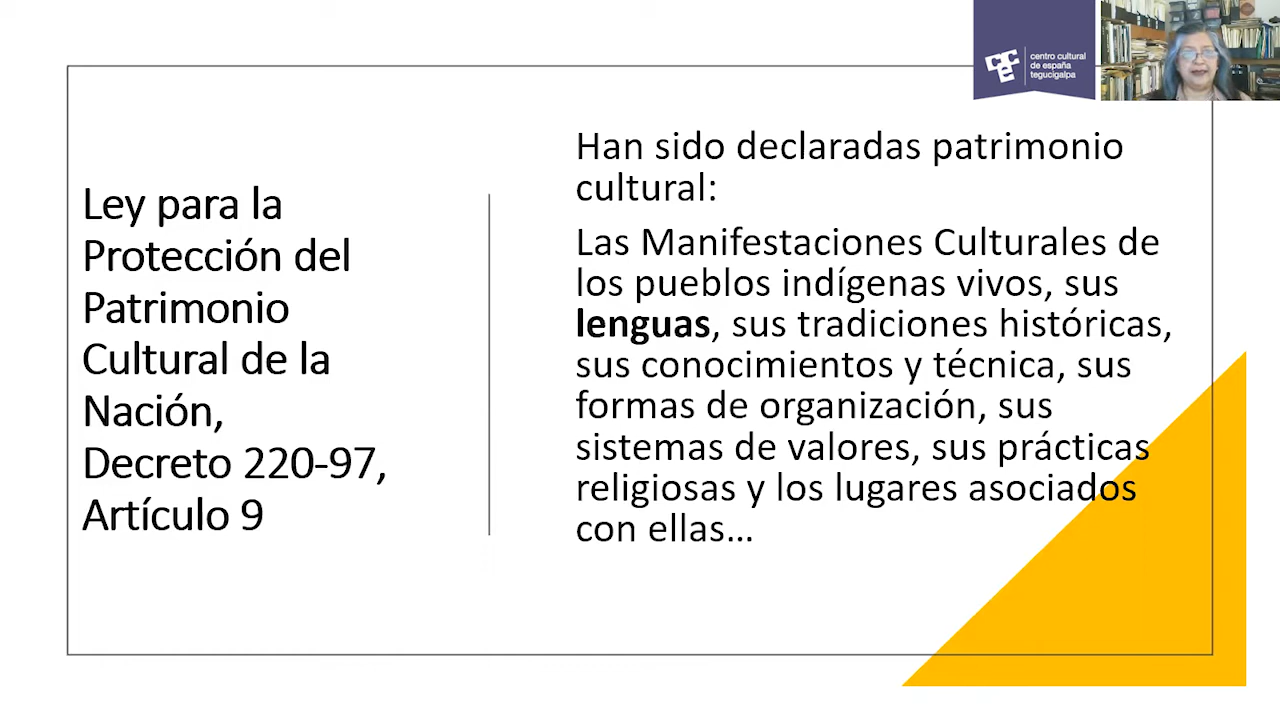 centro cultural
de españa
tegucigalpa
Ley para la
Protección del
Patrimonio
Cultural de la
Nación,
Decreto 220-97,
Artículo 9
Han sido declaradas patrimonio
cultural:
Las Manifestaciones Culturales de
los pueblos indígenas vivos, sus
lenguas, sus tradiciones históricas,
sus conocimientos y técnica, sus
formas de organización, sus
sistemas de valores, sus prácticas
religiosas y los lugares asociados
con ellas…